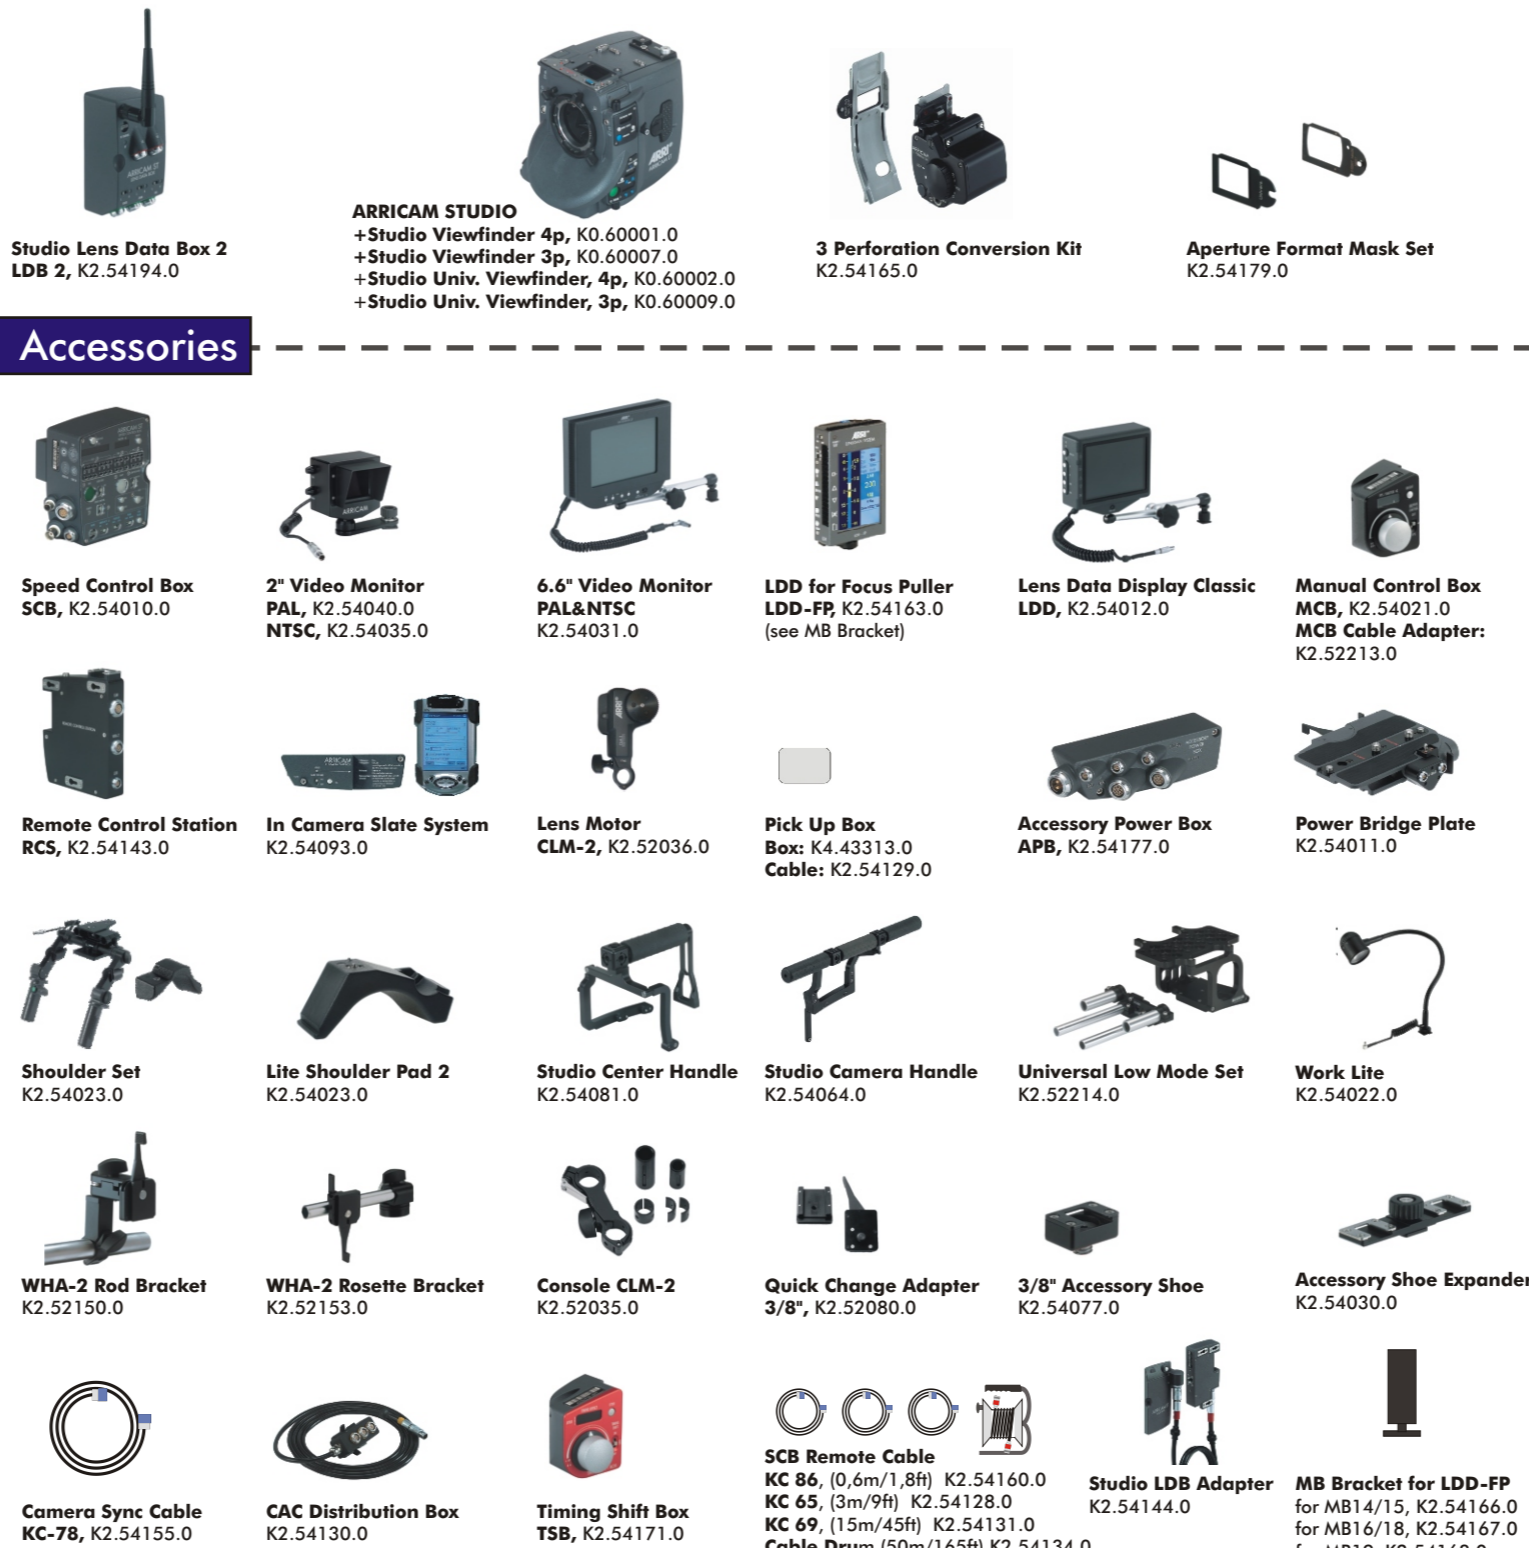 Studio Lens Data Box 2
LDB 2, K2.54194.0
ARRICAM STUDIO
+Studio Viewfinder 4p, K0.60001.0
+Studio Viewfinder 3p, K0.60007.0
+Studio Univ. Viewfinder, 4p, K0.60002.0
+Studio Univ. Viewfinder, 3p, K0.60009.0
3 Perforation Conversion Kit
K2.54165.0
Aperture Format Mask Set
K2.54179.0
Accessories
Speed Control Box
SCB, K2.54010.0
2" Video Monitor
PAL, K2.54040.0
NTSC, K2.54035.0
6.6" Video Monitor
PAL&NTSC
K2.54031.0
LDD for Focus Puller
LDD-FP, K2.54163.0
(see MB Bracket)
Lens Data Display Classic
LDD, K2.54012.0
Manual Control Box
MCB, K2.54021.0
MCB Cable Adapter:
K2.52213.0
Remote Control Station
RCS, K2.54143.0
In Camera Slate System
K2.54093.0
Lens Motor
CLM-2, K2.52036.0
Pick Up Box
Box: K4.43313.0
Cable: K2.54129.0
Accessory Power Box
APB, K2.54177.0
Power Bridge Plate
K2.54011.0
Shoulder Set
K2.54023.0
Lite Shoulder Pad 2
K2.54023.0
Studio Center Handle
K2.54081.0
Studio Camera Handle
K2.54064.0
Universal Low Mode Set
K2.52214.0
Work Lite
K2.54022.0
WHA-2 Rod Bracket
K2.52150.0
WHA-2 Rosette Bracket
K2.52153.0
Console CLM-2
K2.52035.0
Quick Change Adapter
3/8", K2.52080.0
3/8" Accessory Shoe
K2.54077.0
Accessory Shoe Expander
K2.54030.0
Camera Sync Cable
KC-78, K2.54155.0
CAC Distribution Box
K2.54130.0
Timing Shift Box
TSB, K2.54171.0
SCB Remote Cable
KC 86, (0,6m/1,8ft) K2.54160.0
KC 65, (3m/9ft) K2.54128.0
KC 69, (15m/45ft) K2.54131.0
Cable Drum (50m/165ft) K2.54134.0
Studio LDB Adapter
K2.54144.0
MB Bracket for LDD-FP
for MB14/15, K2.54166.0
for MB16/18, K2.54167.0